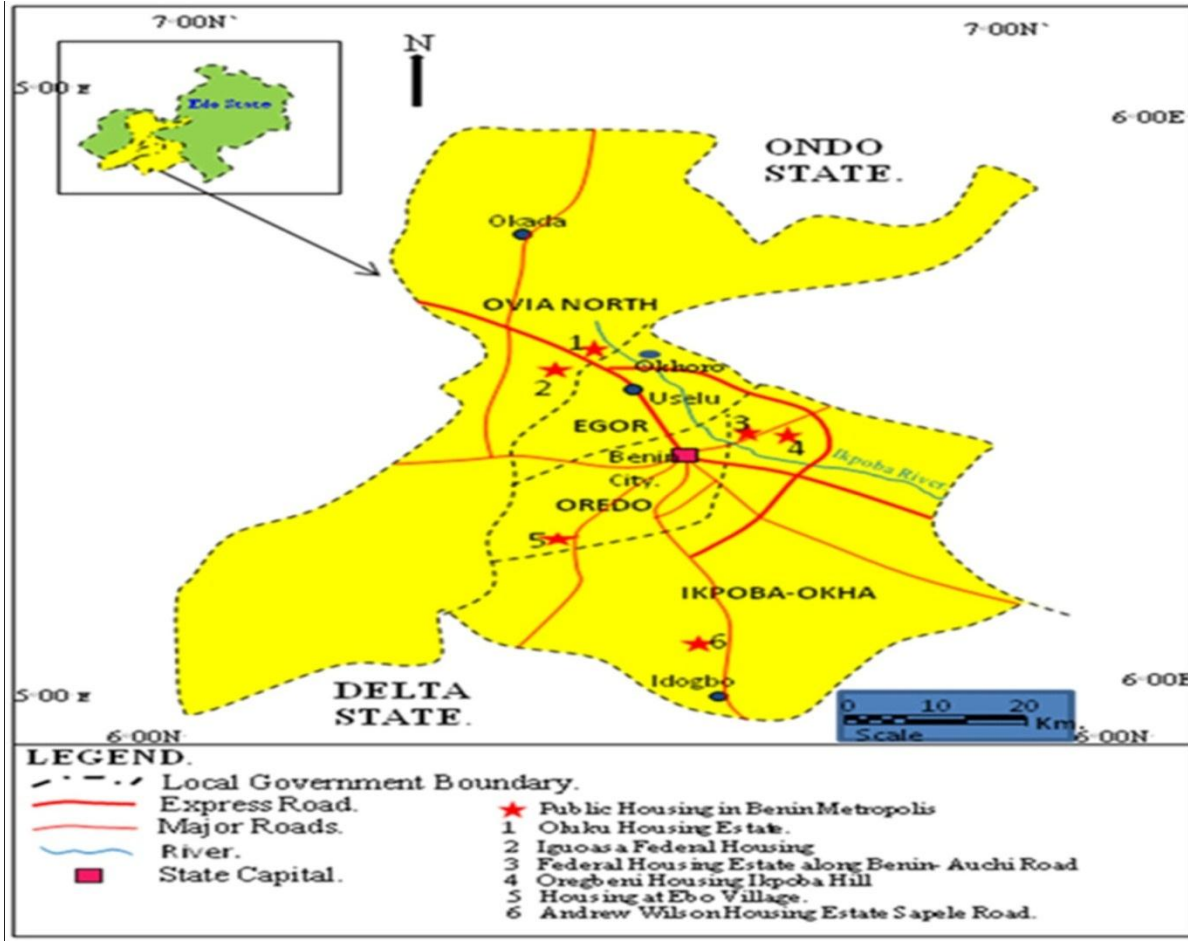 7·00N`
7·00N`
5·00 E
Edo State
N
6·00E
ONDO
STATE.
Okada
OVIA NORTH
1
Okhoro
2
Uselu
EGOR
3
4
Benin
City.
Ikpoba River
OREDO
5
IKPOBA-OKHA
6
Idogbo
5·00 E
6·00E
DELTA
STATE.
0 10 20
Km.
Scale
6·00N
6·00N
LEGEND.
Local Government Boundary.
Express Road.
Major Roads.
River.
State Capital.
Public Housing in Benin Metropolis
1 Oluku Housing Estate.
2 Iguoasa Federal Housing
3 Federal Housing Estate along Benin- Auchi Road
4 Oregbeni Housing Ikpoba Hill
5 Housing at Ebo Village.
6 Andrew Wilson Housing Estate Sapele Road.